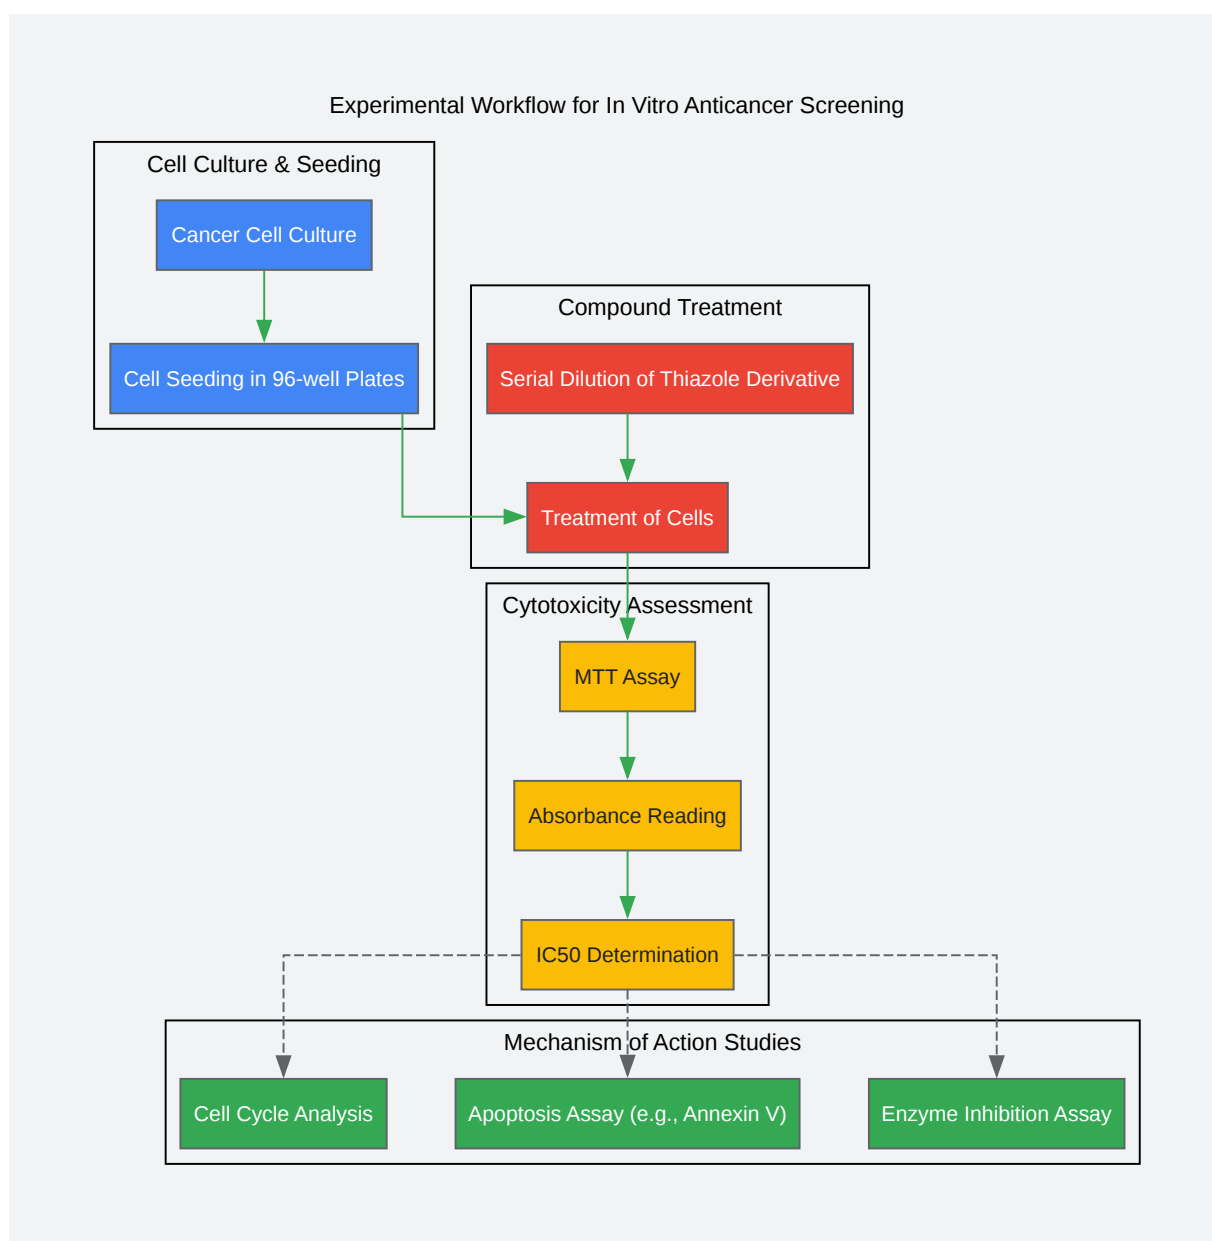 Experimental Workflow for In Vitro Anticancer Screening
Cell Culture & Seeding
Cancer Cell Culture
Cell Seeding in 96-well Plates
Compound Treatment
Serial Dilution of Thiazole Derivative
Treatment of Cells
Cytotoxicity Assessment
MTT Assay
Absorbance Reading
IC50 Determination
Mechanism of Action Studies
Cell Cycle Analysis
Apoptosis Assay (e.g., Annexin V)
Enzyme Inhibition Assay